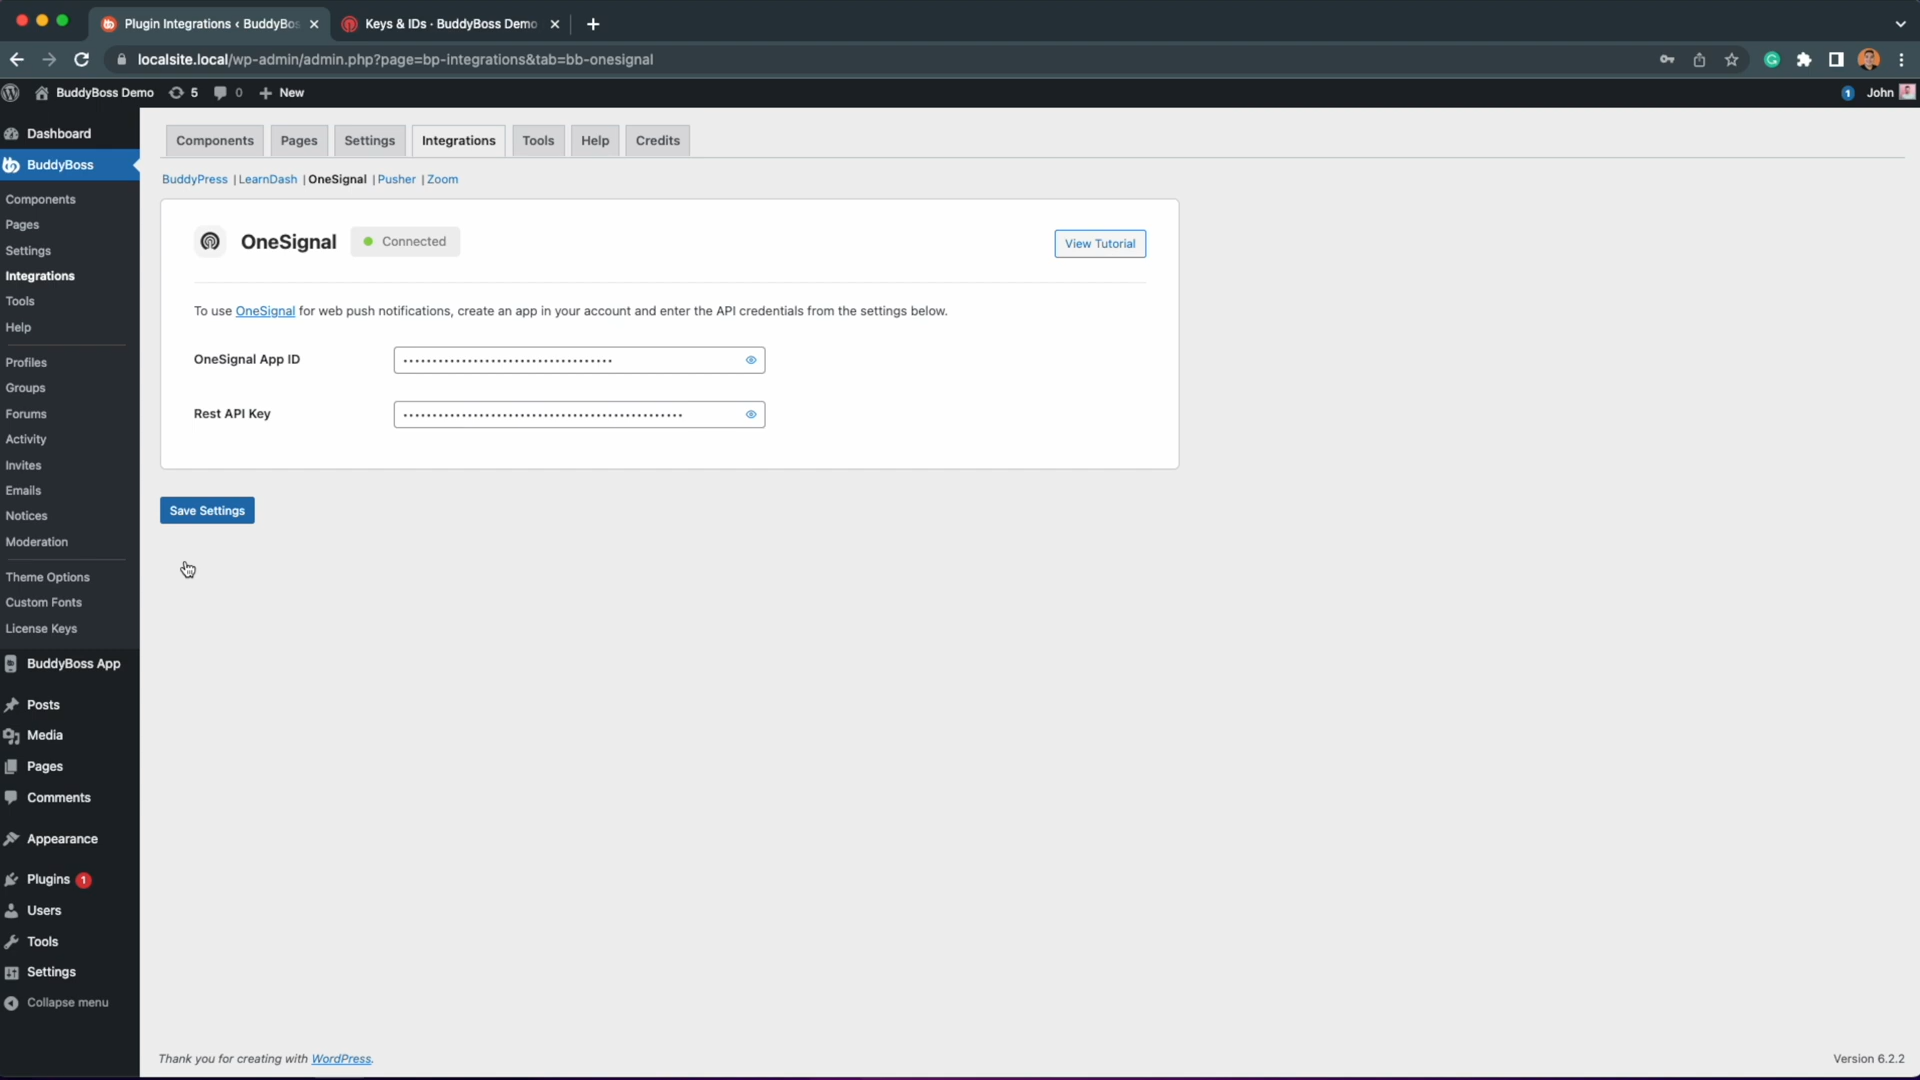 Plugin Integrations ‹ BuddyBos
Keys & IDs · BuddyBoss Demo
localsite.local/wp-admin/admin.php?page=bp-integrations&tab=bb-onesignal
BuddyBoss Demo
5
0
New
1
John
Dashboard
BuddyBoss
Components
Pages
Settings
Integrations
Tools
Help
Profiles
Groups
Forums
Activity
Invites
Emails
Notices
Moderation
Theme Options
Custom Fonts
License Keys
BuddyBoss App
Posts
Media
Pages
Comments
Appearance
Plugins 1
Users
Tools
Settings
Collapse menu
Components
Pages
Settings
Integrations
Tools
Help
Credits
BuddyPress | LearnDash | OneSignal | Pusher | Zoom
OneSignal
Connected
View Tutorial
To use OneSignal for web push notifications, create an app in your account and enter the API credentials from the settings below.
OneSignal App ID
Rest API Key
Save Settings
Thank you for creating with WordPress.
Version 6.2.2